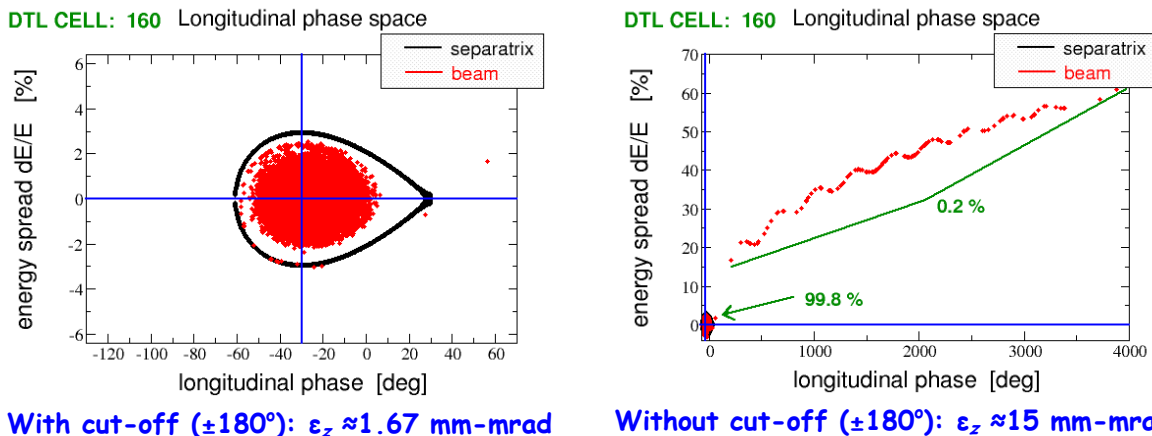 DTL CELL: 160 Longitudinal phase space
separatrix
beam
energy spread dE/E [%]
6
4
2
0
-2
-4
-6
-120 -100 -80 -60 -40 -20 0 20 40 60
longitudinal phase [deg]
With cut-off (±180°): εz ≈1.67 mm-mrad
DTL CELL: 160 Longitudinal phase space
separatrix
beam
energy spread dE/E [%]
70
60
50
40
30
20
10
0
0.2 %
99.8 %
0 1000 2000 3000 4000
longitudinal phase [deg]
Without cut-off (±180°): εz ≈15 mm-mra